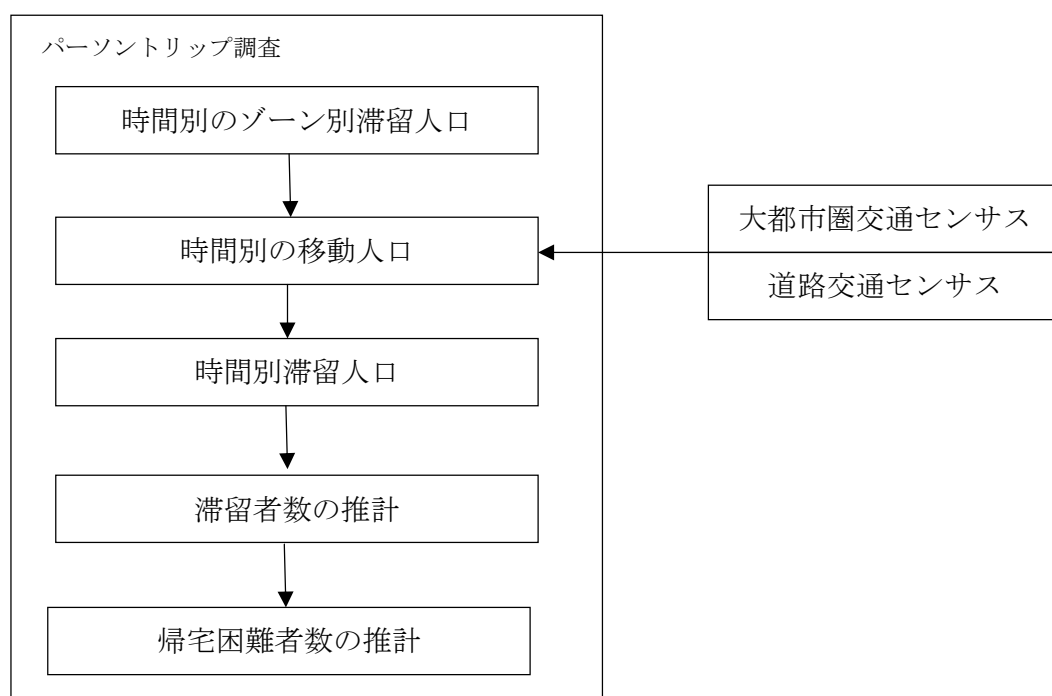 パーソントリップ調査
時間別のゾーン別滞留人口
時間別の移動人口
大都市圏交通センサス
道路交通センサス
時間別滞留人口
滞留者数の推計
帰宅困難者数の推計